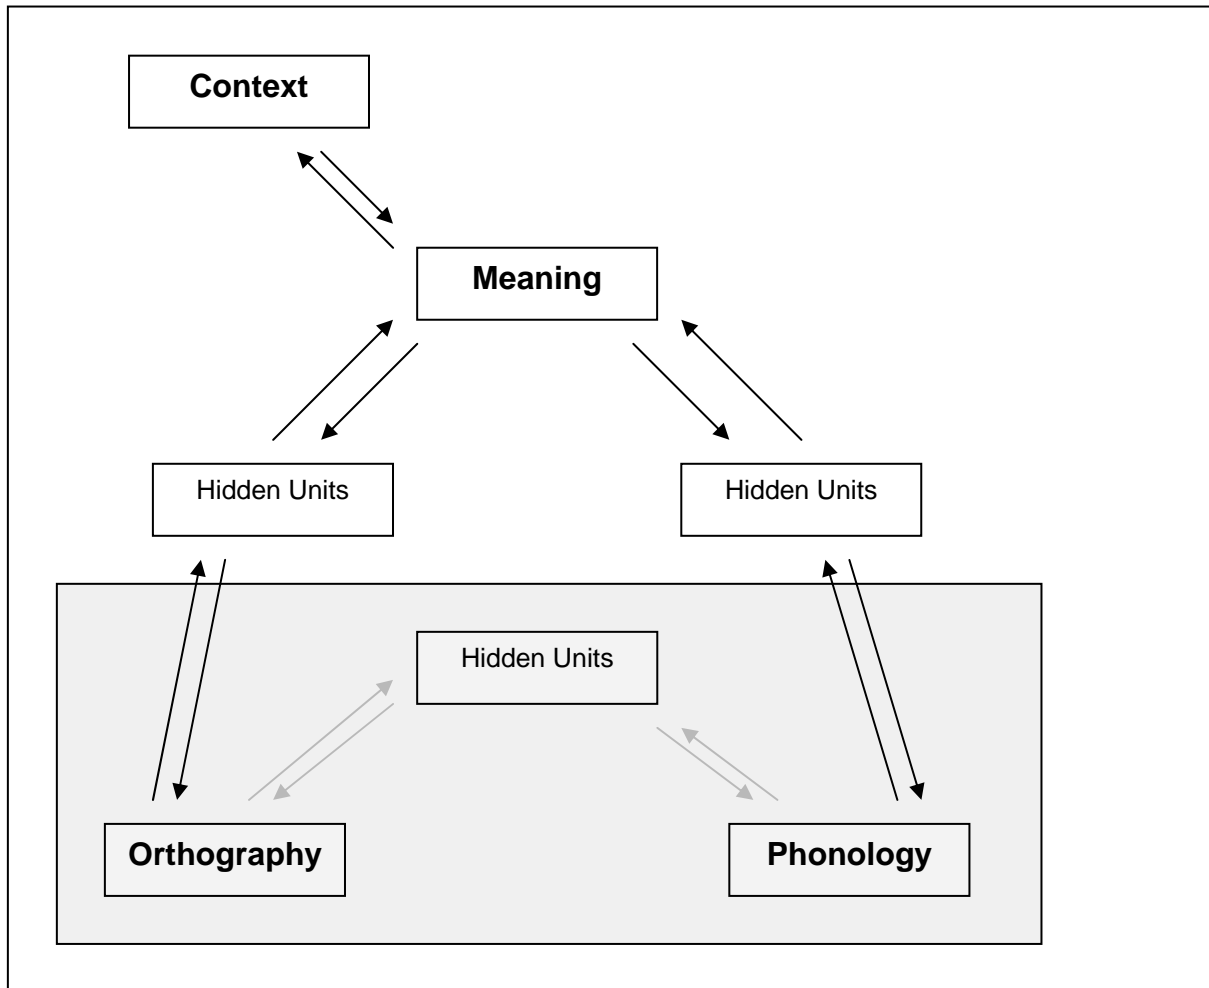 Context
Meaning
Hidden Units
Hidden Units
Hidden Units
Orthography
Phonology